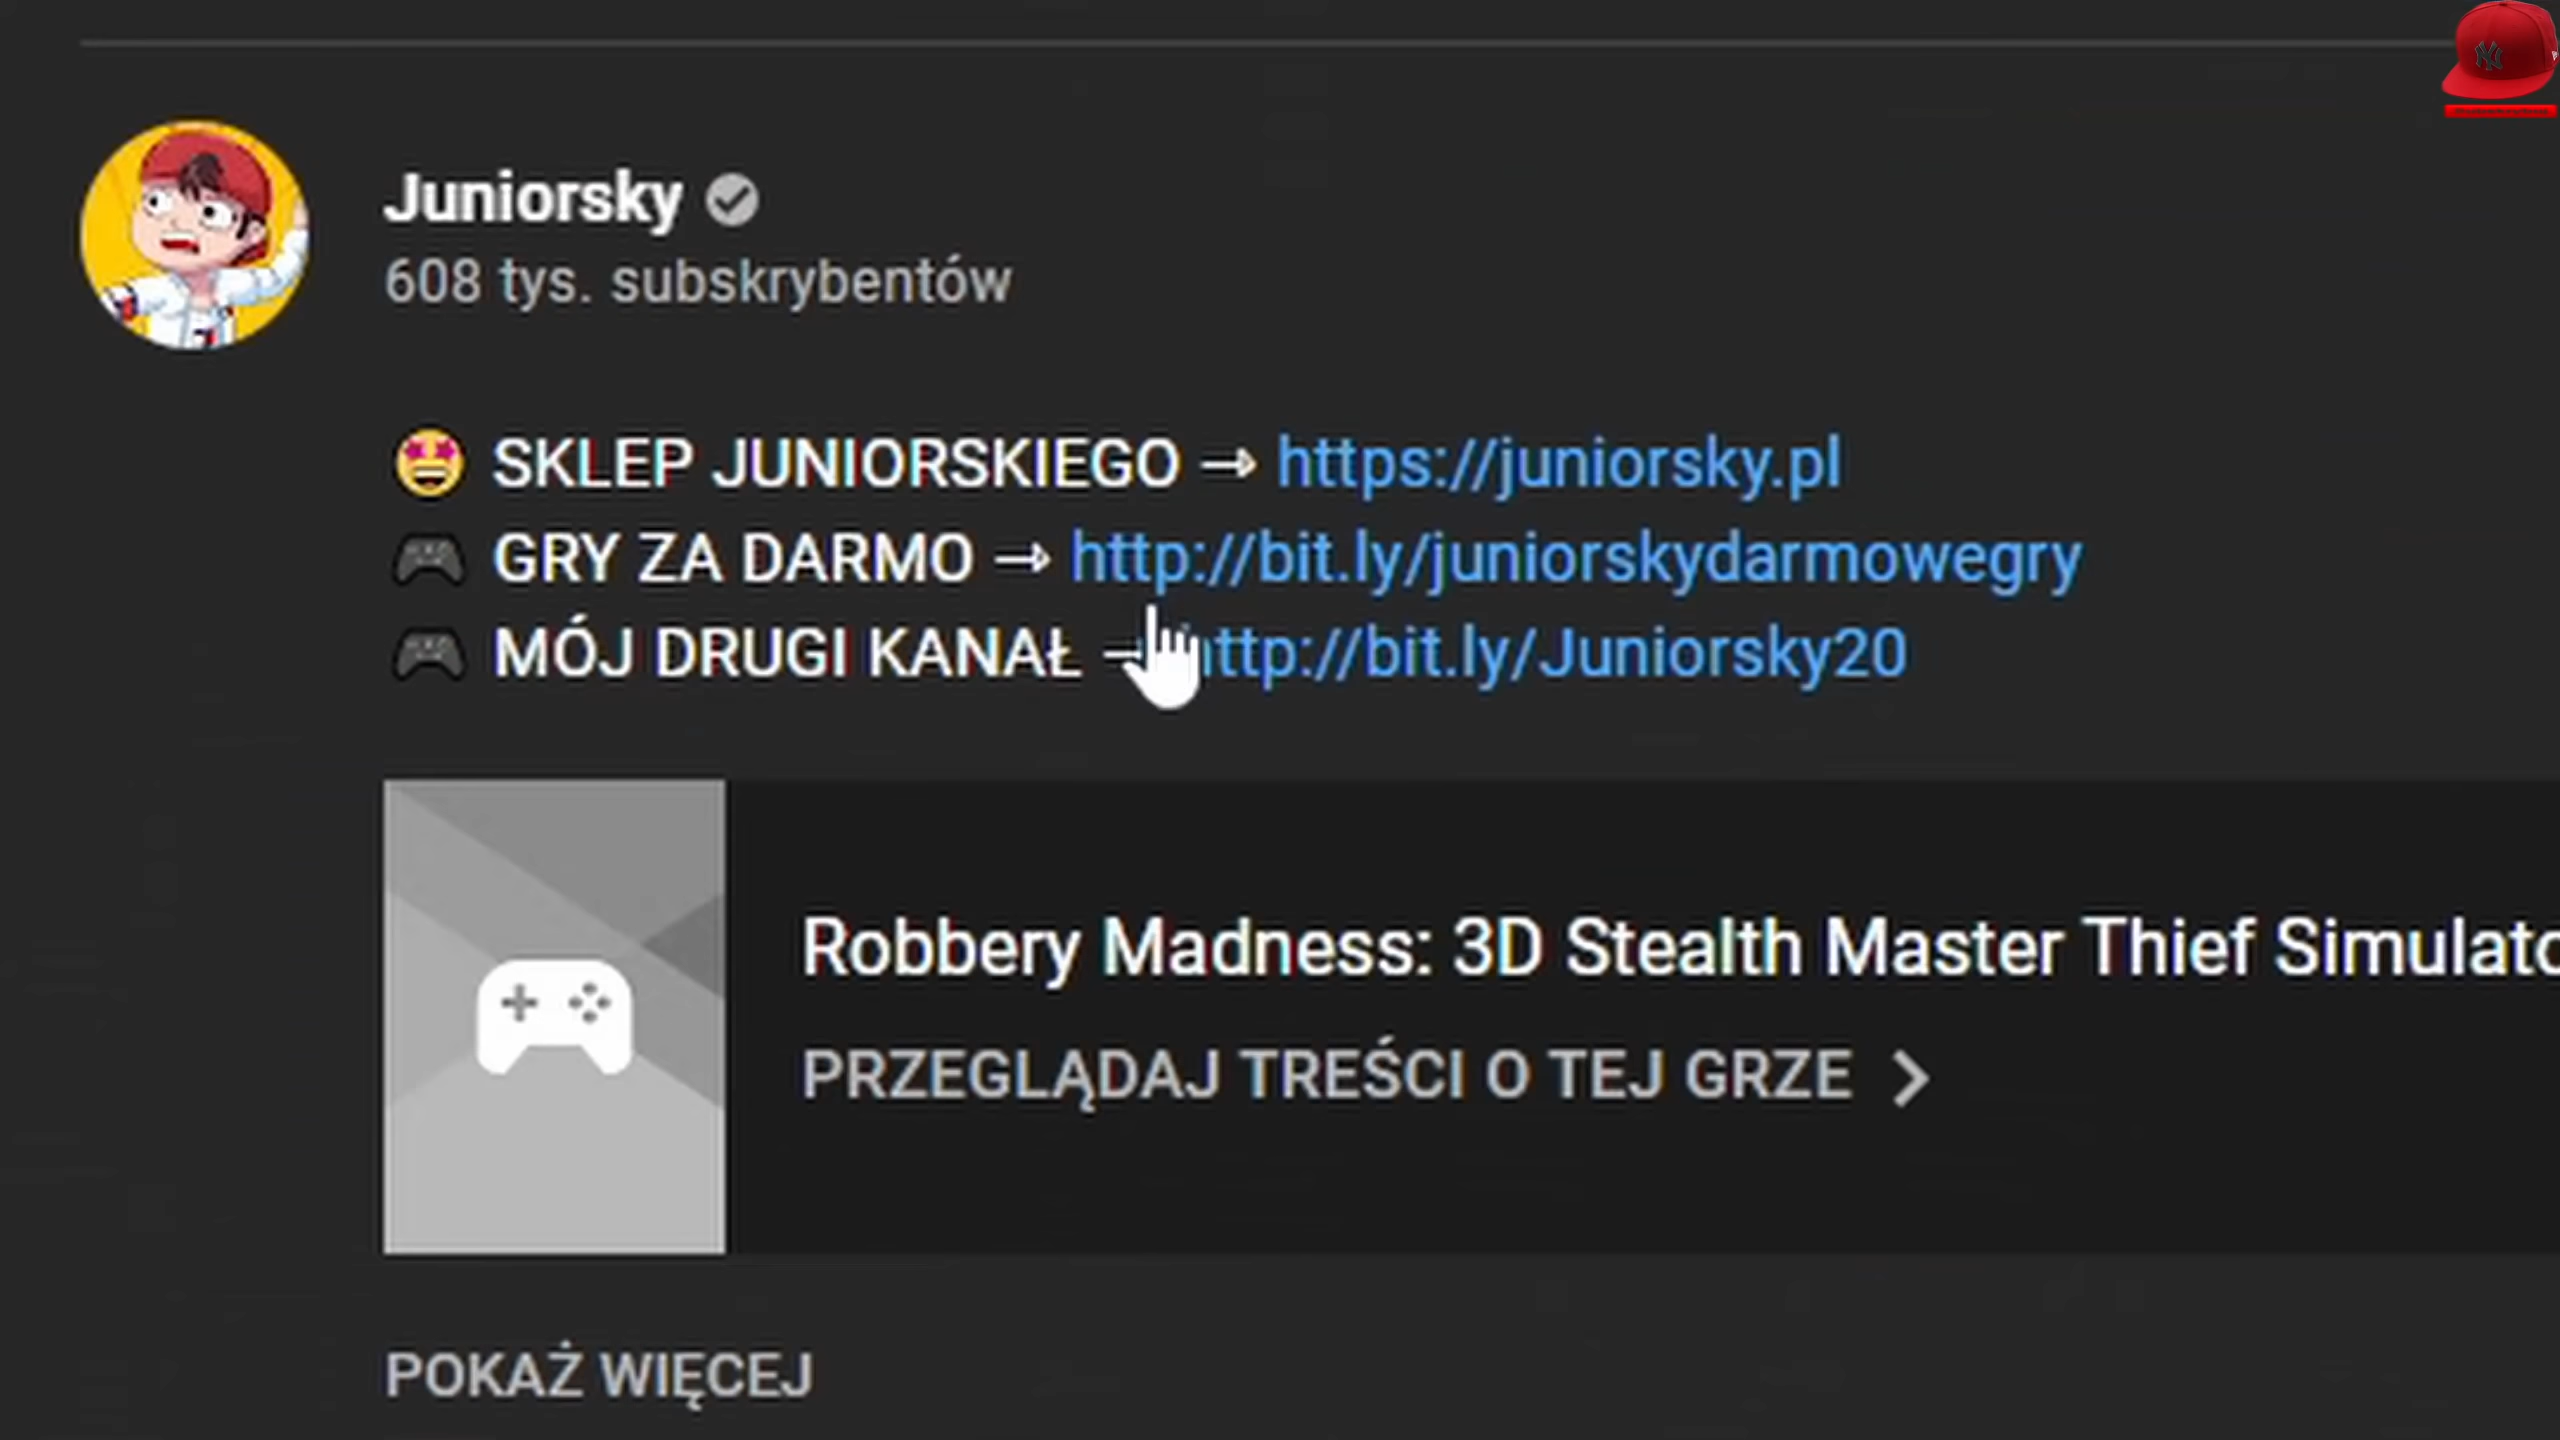 Juniorsky
608 tys. subskrybentów
SKLEP JUNIORSKIEGO → https://juniorsky.pl
GRY ZA DARMO → http://bit.ly/juniorskydarmowegry
MÓJ DRUGI KANAŁ → http://bit.ly/Juniorsky20
Robbery Madness: 3D Stealth Master Thief Simulato
PRZEGLĄDAJ TREŚCI O TEJ GRZE
POKAŻ WIĘCEJ